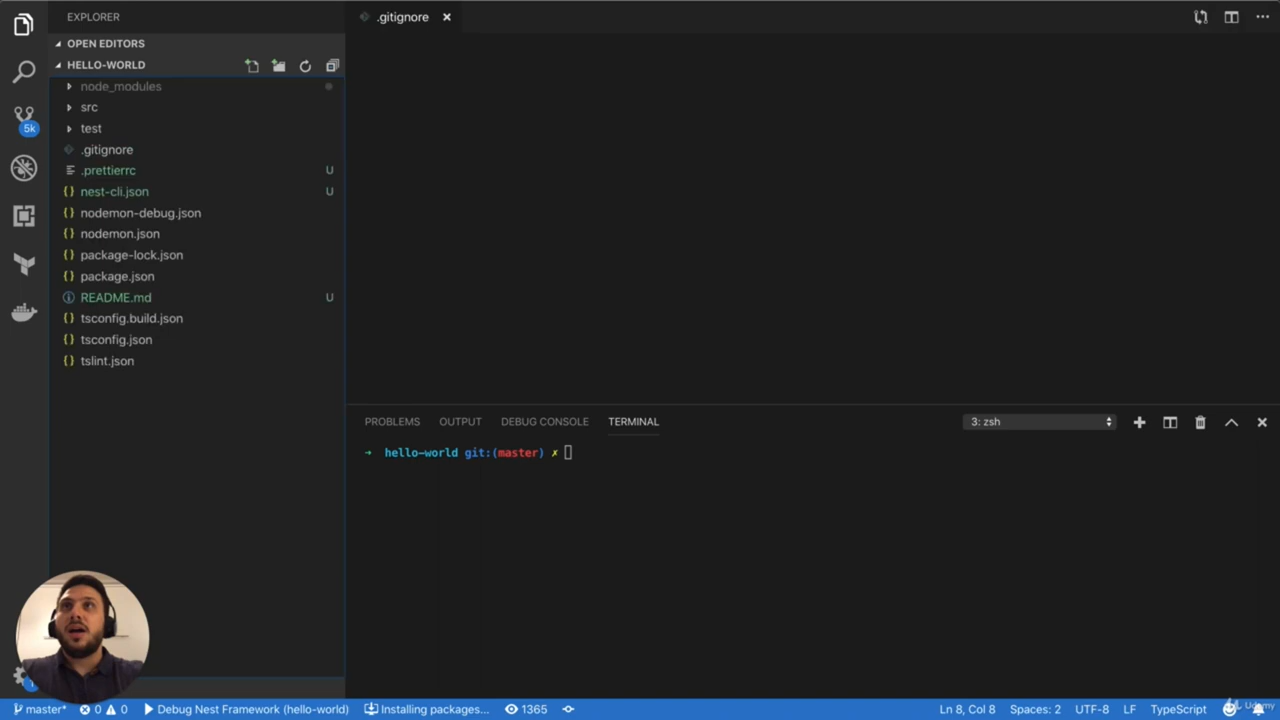 EXPLORER
.gitignore
OPEN EDITORS
HELLO-WORLD
node_modules
src
test
.gitignore
.prettierrc U
nest-cli.json U
nodemon-debug.json
nodemon.json
package-lock.json
package.json
README.md U
tsconfig.build.json
tsconfig.json
tslint.json
5k
PROBLEMS OUTPUT DEBUG CONSOLE TERMINAL 3: zsh
➜ hello-world git:(master) ✗
master* 0 0 Debug Nest Framework (hello-world) Installing packages... 1365 Ln 8, Col 8 Spaces: 2 UTF-8 LF TypeScript
Udemy